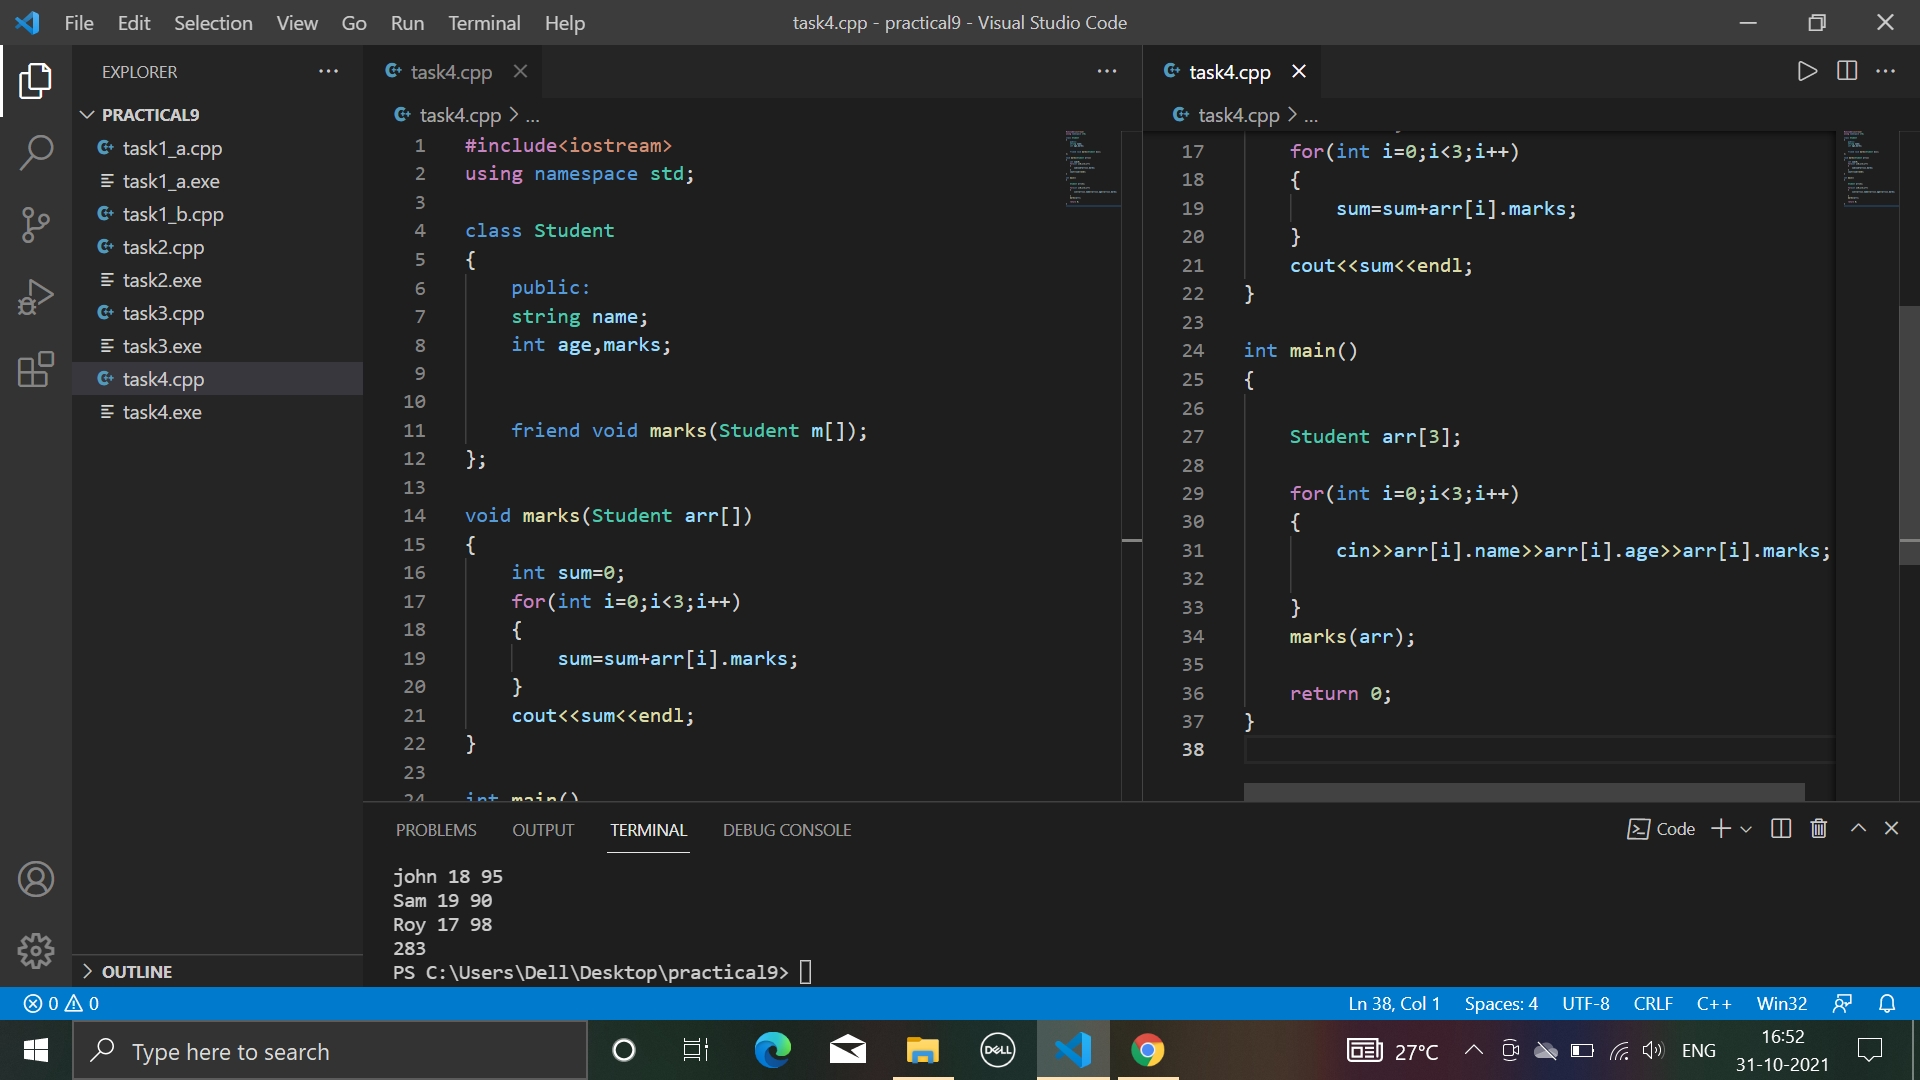 File Edit Selection View Go Run Terminal Help
task4.cpp - practical9 - Visual Studio Code
EXPLORER
PRACTICAL9
task1_a.cpp
task1_a.exe
task1_b.cpp
task2.cpp
task2.exe
task3.cpp
task3.exe
task4.cpp
task4.exe
OUTLINE
task4.cpp
task4.cpp > ...
1 #include<iostream>
2 using namespace std;
3
4 class Student
5 {
6 public:
7 string name;
8 int age,marks;
9
10
11 friend void marks(Student m[]);
12 };
13
14 void marks(Student arr[])
15 {
16 int sum=0;
17 for(int i=0;i<3;i++)
18 {
19 sum=sum+arr[i].marks;
20 }
21 cout<<sum<<endl;
22 }
23
24 int main()
task4.cpp
task4.cpp > ...
17 for(int i=0;i<3;i++)
18 {
19 sum=sum+arr[i].marks;
20 }
21 cout<<sum<<endl;
22 }
23
24 int main()
25 {
26
27 Student arr[3];
28
29 for(int i=0;i<3;i++)
30 {
31 cin>>arr[i].name>>arr[i].age>>arr[i].marks;
32
33 }
34 marks(arr);
35
36 return 0;
37 }
38
PROBLEMS OUTPUT TERMINAL DEBUG CONSOLE
Code
john 18 95
Sam 19 90
Roy 17 98
283
PS C:\Users\Dell\Desktop\practical9>
0 0
Ln 38, Col 1 Spaces: 4 UTF-8 CRLF C++ Win32
Type here to search
DELL
27°C
ENG
16:52
31-10-2021